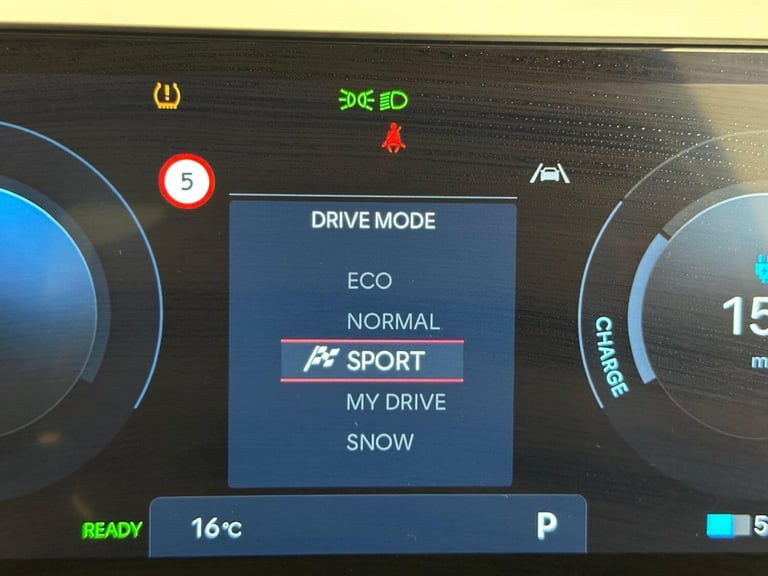 5
DRIVE MODE
ECO
NORMAL
SPORT
MY DRIVE
SNOW
CHARGE
15
m
READY
16°C
P
5